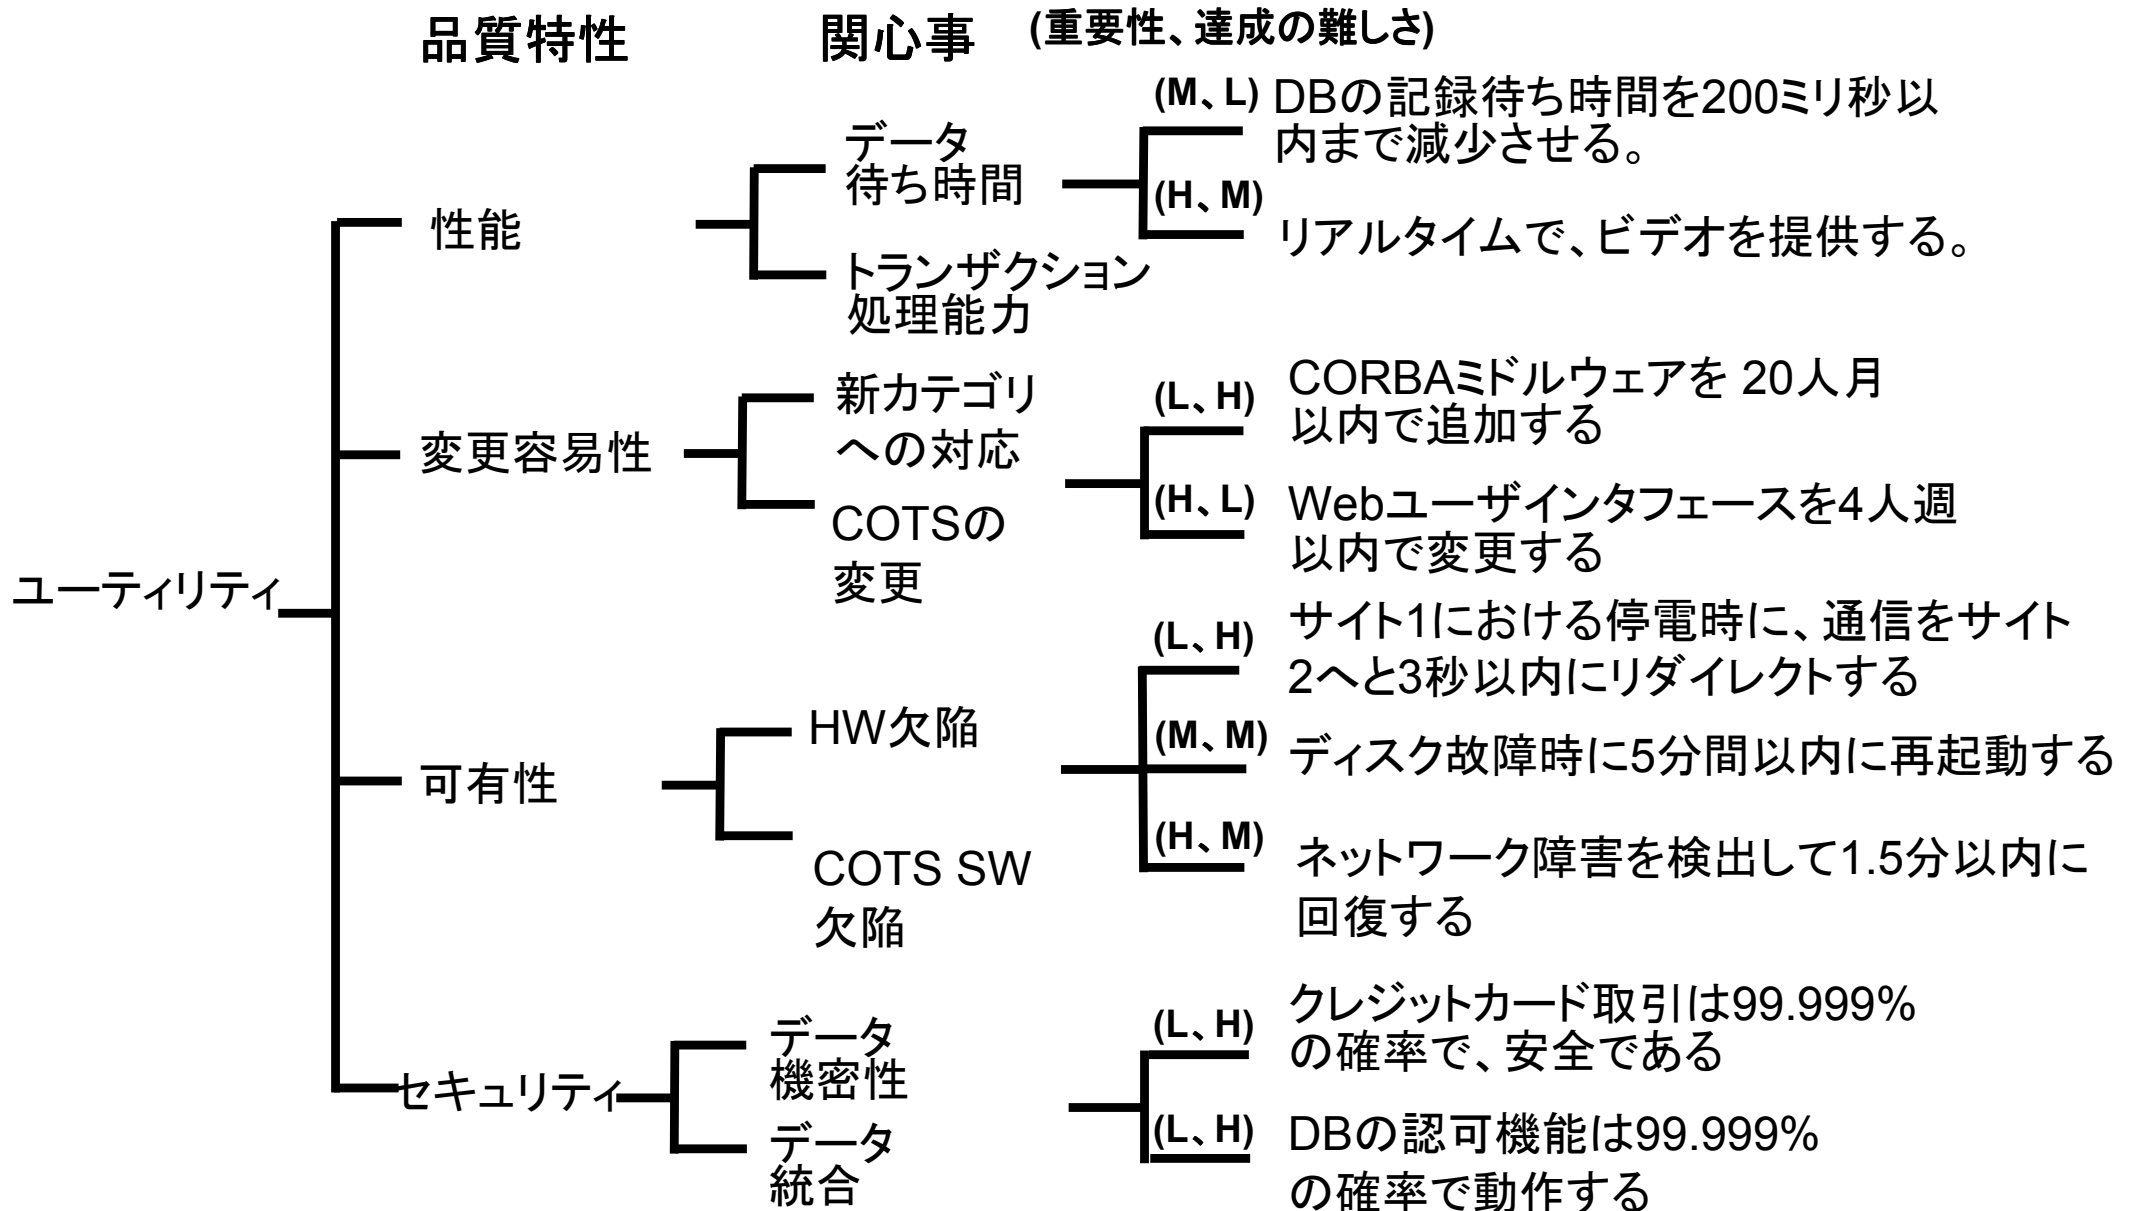 品質特性
関心事
(重要性、達成の難しさ)
ユーティリティ
性能
データ
待ち時間
(M、L)
DBの記録待ち時間を200ミリ秒以
内まで減少させる。
(H、M)
リアルタイムで、ビデオを提供する。
トランザクション
処理能力
変更容易性
新カテゴリ
への対応
COTSの
変更
(L、H)
CORBAミドルウェアを 20人月
以内で追加する
(H、L)
Webユーザインタフェースを4人週
以内で変更する
可有性
HW欠陥
COTS SW
欠陥
(L、H)
サイト1における停電時に、通信をサイト
2へと3秒以内にリダイレクトする
(M、M)
ディスク故障時に5分間以内に再起動する
(H、M)
ネットワーク障害を検出して1.5分以内に
回復する
セキュリティ
データ
機密性
データ
統合
(L、H)
クレジットカード取引は99.999%
の確率で、安全である
(L、H)
DBの認可機能は99.999%
の確率で動作する